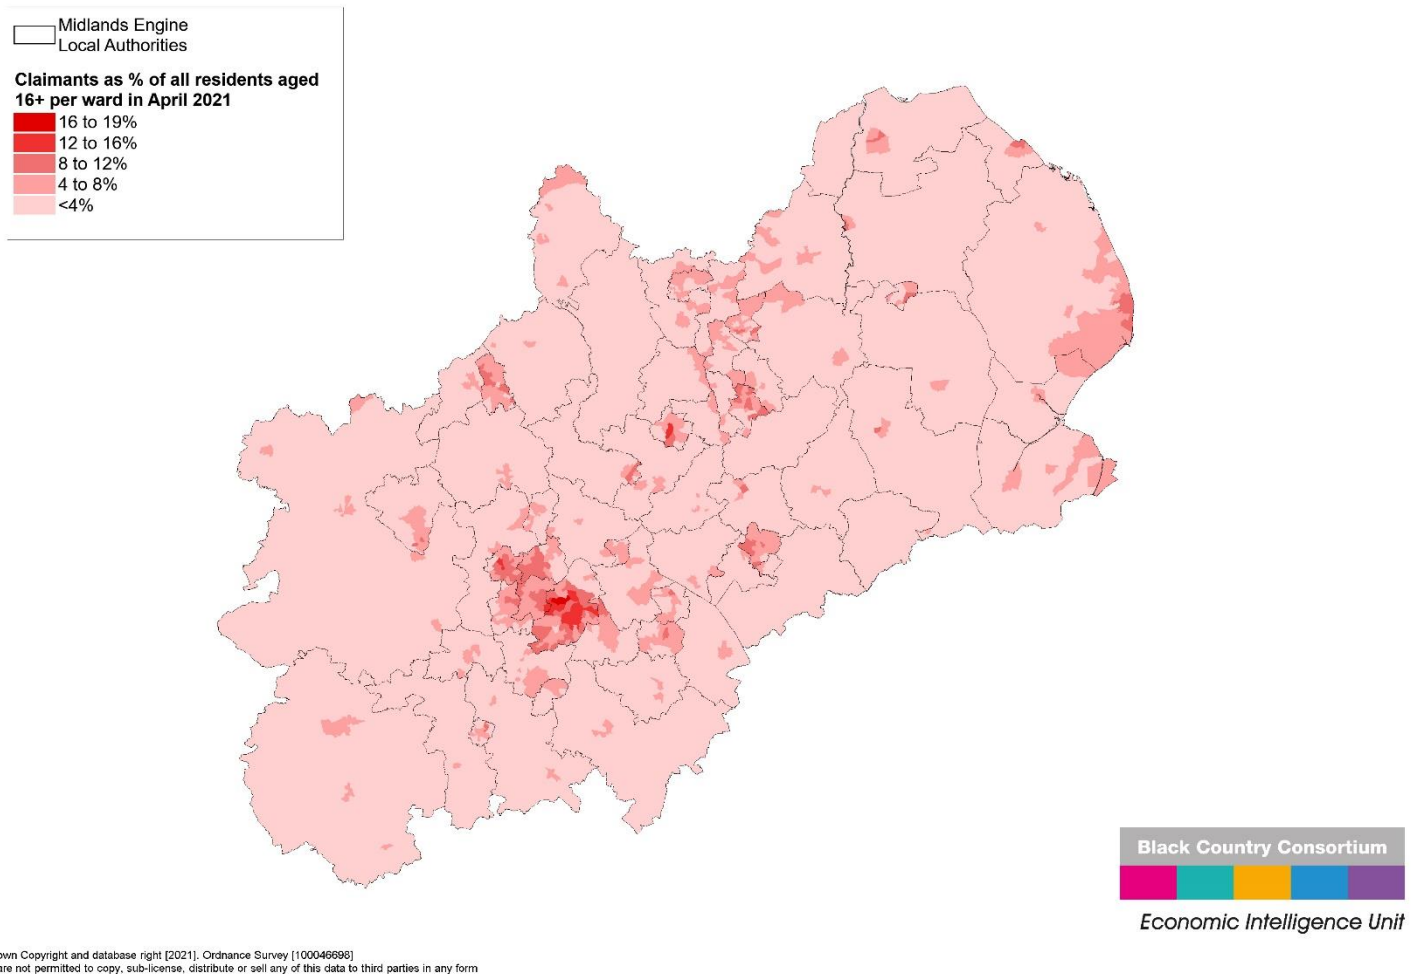 Midlands Engine
Local Authorities
Claimants as % of all residents aged
16+ per ward in April 2021
16 to 19%
12 to 16%
8 to 12%
4 to 8%
<4%
Black Country Consortium
Economic Intelligence Unit
own Copyright and database right [2021]. Ordnance Survey [100046698]
are not permitted to copy, sub-license, distribute or sell any of this data to third parties in any form